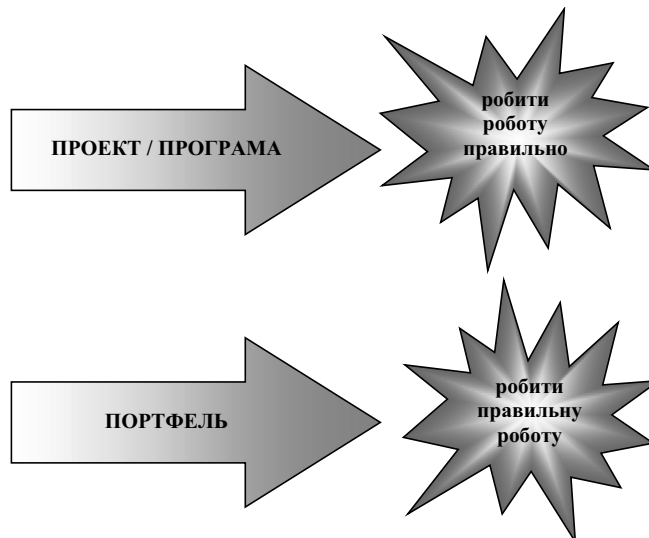 ПРОЕКТ / ПРОГРАМА
робити
роботу
правильно
ПОРТФЕЛЬ
робити
правильну
роботу